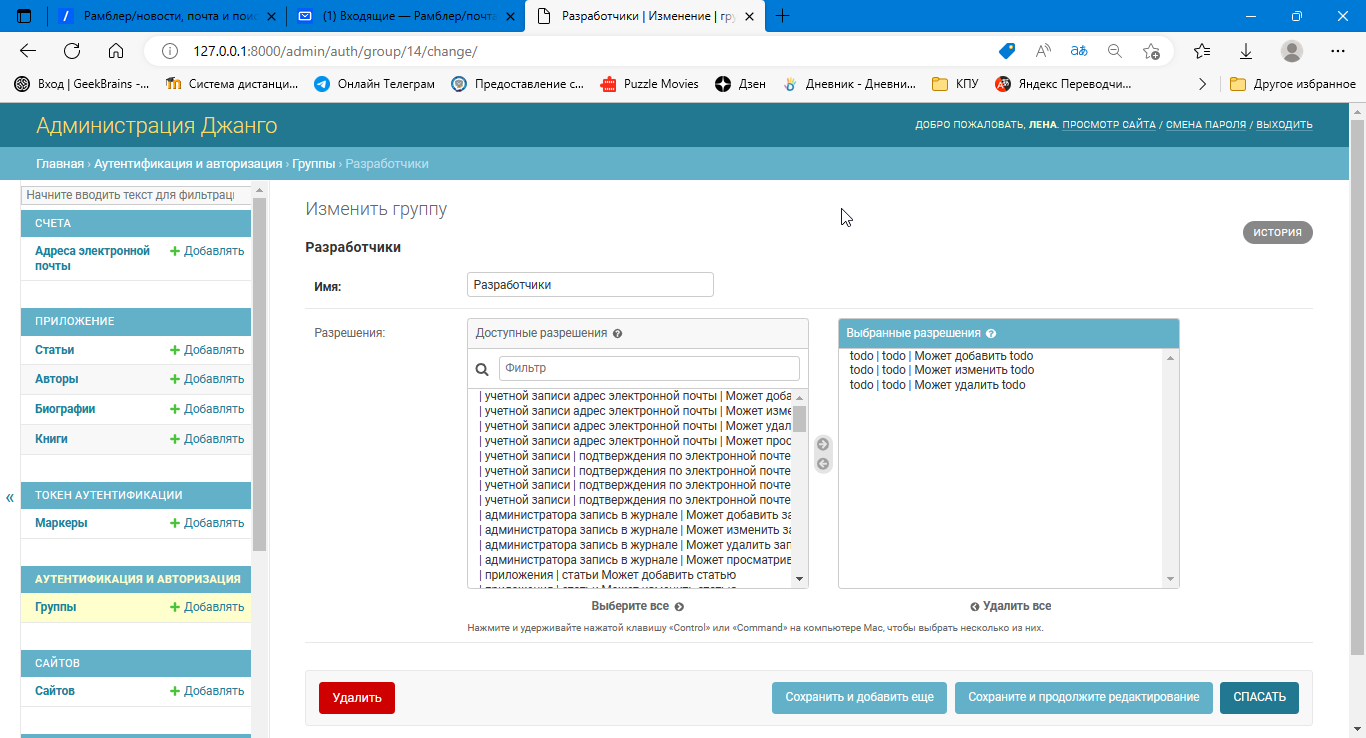 Рамблер/новости, почта и пои
(1) Входящие — Рамблер/почта
Разработчики | Изменение | гру
127.0.0.1:8000/admin/auth/group/14/change/
Вход | GeekBrains -...
Система дистанци...
Онлайн Телеграм
Предоставление с...
Puzzle Movies
Дзен
Дневник - Дневни...
КПУ
Яндекс Переводчи...
Другое избранное
Администрация Джанго
ДОБРО ПОЖАЛОВАТЬ, ЛЕНА. ПРОСМОТР САЙТА / СМЕНА ПАРОЛЯ / ВЫХОДИТЬ
Главная › Аутентификация и авторизация › Группы › Разработчики
Начните вводить текст для фильтрац
СЧЕТА
Адреса электронной
почты
Добавлять
ПРИЛОЖЕНИЕ
Статьи
Добавлять
Авторы
Добавлять
Биографии
Добавлять
Книги
Добавлять
ТОКЕН АУТЕНТИФИКАЦИИ
Маркеры
Добавлять
АУТЕНТИФИКАЦИЯ И АВТОРИЗАЦИЯ
Группы
Добавлять
САЙТОВ
Сайтов
Добавлять
Изменить группу
ИСТОРИЯ
Разработчики
Имя:
Разработчики
Разрешения:
Доступные разрешения
Фильтр
| учетной записи адрес электронной почты | Может доба
| учетной записи адрес электронной почты | Может изме
| учетной записи адрес электронной почты | Может удал
| учетной записи адрес электронной почты | Может прос
| учетной записи | подтверждения по электронной почте
| учетной записи | подтверждения по электронной почте
| учетной записи | подтверждения по электронной почте
| учетной записи | подтверждения по электронной почте
| администратора запись в журнале | Может добавить за
| администратора запись в журнале | Может изменить за
| администратора запись в журнале | Может удалить зап
| администратора запись в журнале | Может просматрив
| приложения | статьи Может добавить статью
Выбранные разрешения
todo | todo | Может добавить todo
todo | todo | Может изменить todo
todo | todo | Может удалить todo
Выберите все
Удалить все
Нажмите и удерживайте нажатой клавишу «Control» или «Command» на компьютере Mac, чтобы выбрать несколько из них.
Удалить
Сохранить и добавить еще
Сохраните и продолжите редактирование
СПАСАТЬ